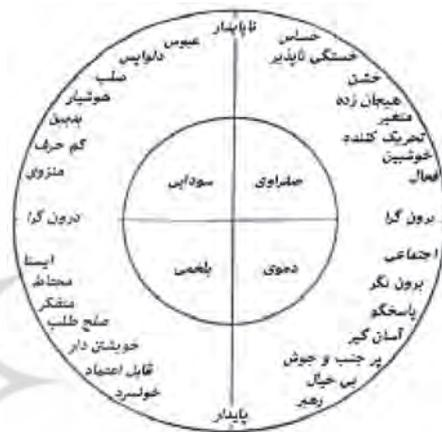 ناپایدار
حساس
خستگی ناپذیر
خشن
هیجان زده
متغیر
تحریک کننده
خوشبین
فعال
برون گرا
اجتماعی
برون نگر
پاسخگو
آسان گیر
پر جنب و جوش
بی خیال
رهبر
پایدار
عبوس
دلواپس
صلب
هوشیار
بدبین
کم حرف
منزوی
درون گرا
ایستا
محتاط
متفکر
صلح طلب
خویشتن دار
قابل اعتماد
خونسرد
صفراوی
سودایی
دموی
بلغمی